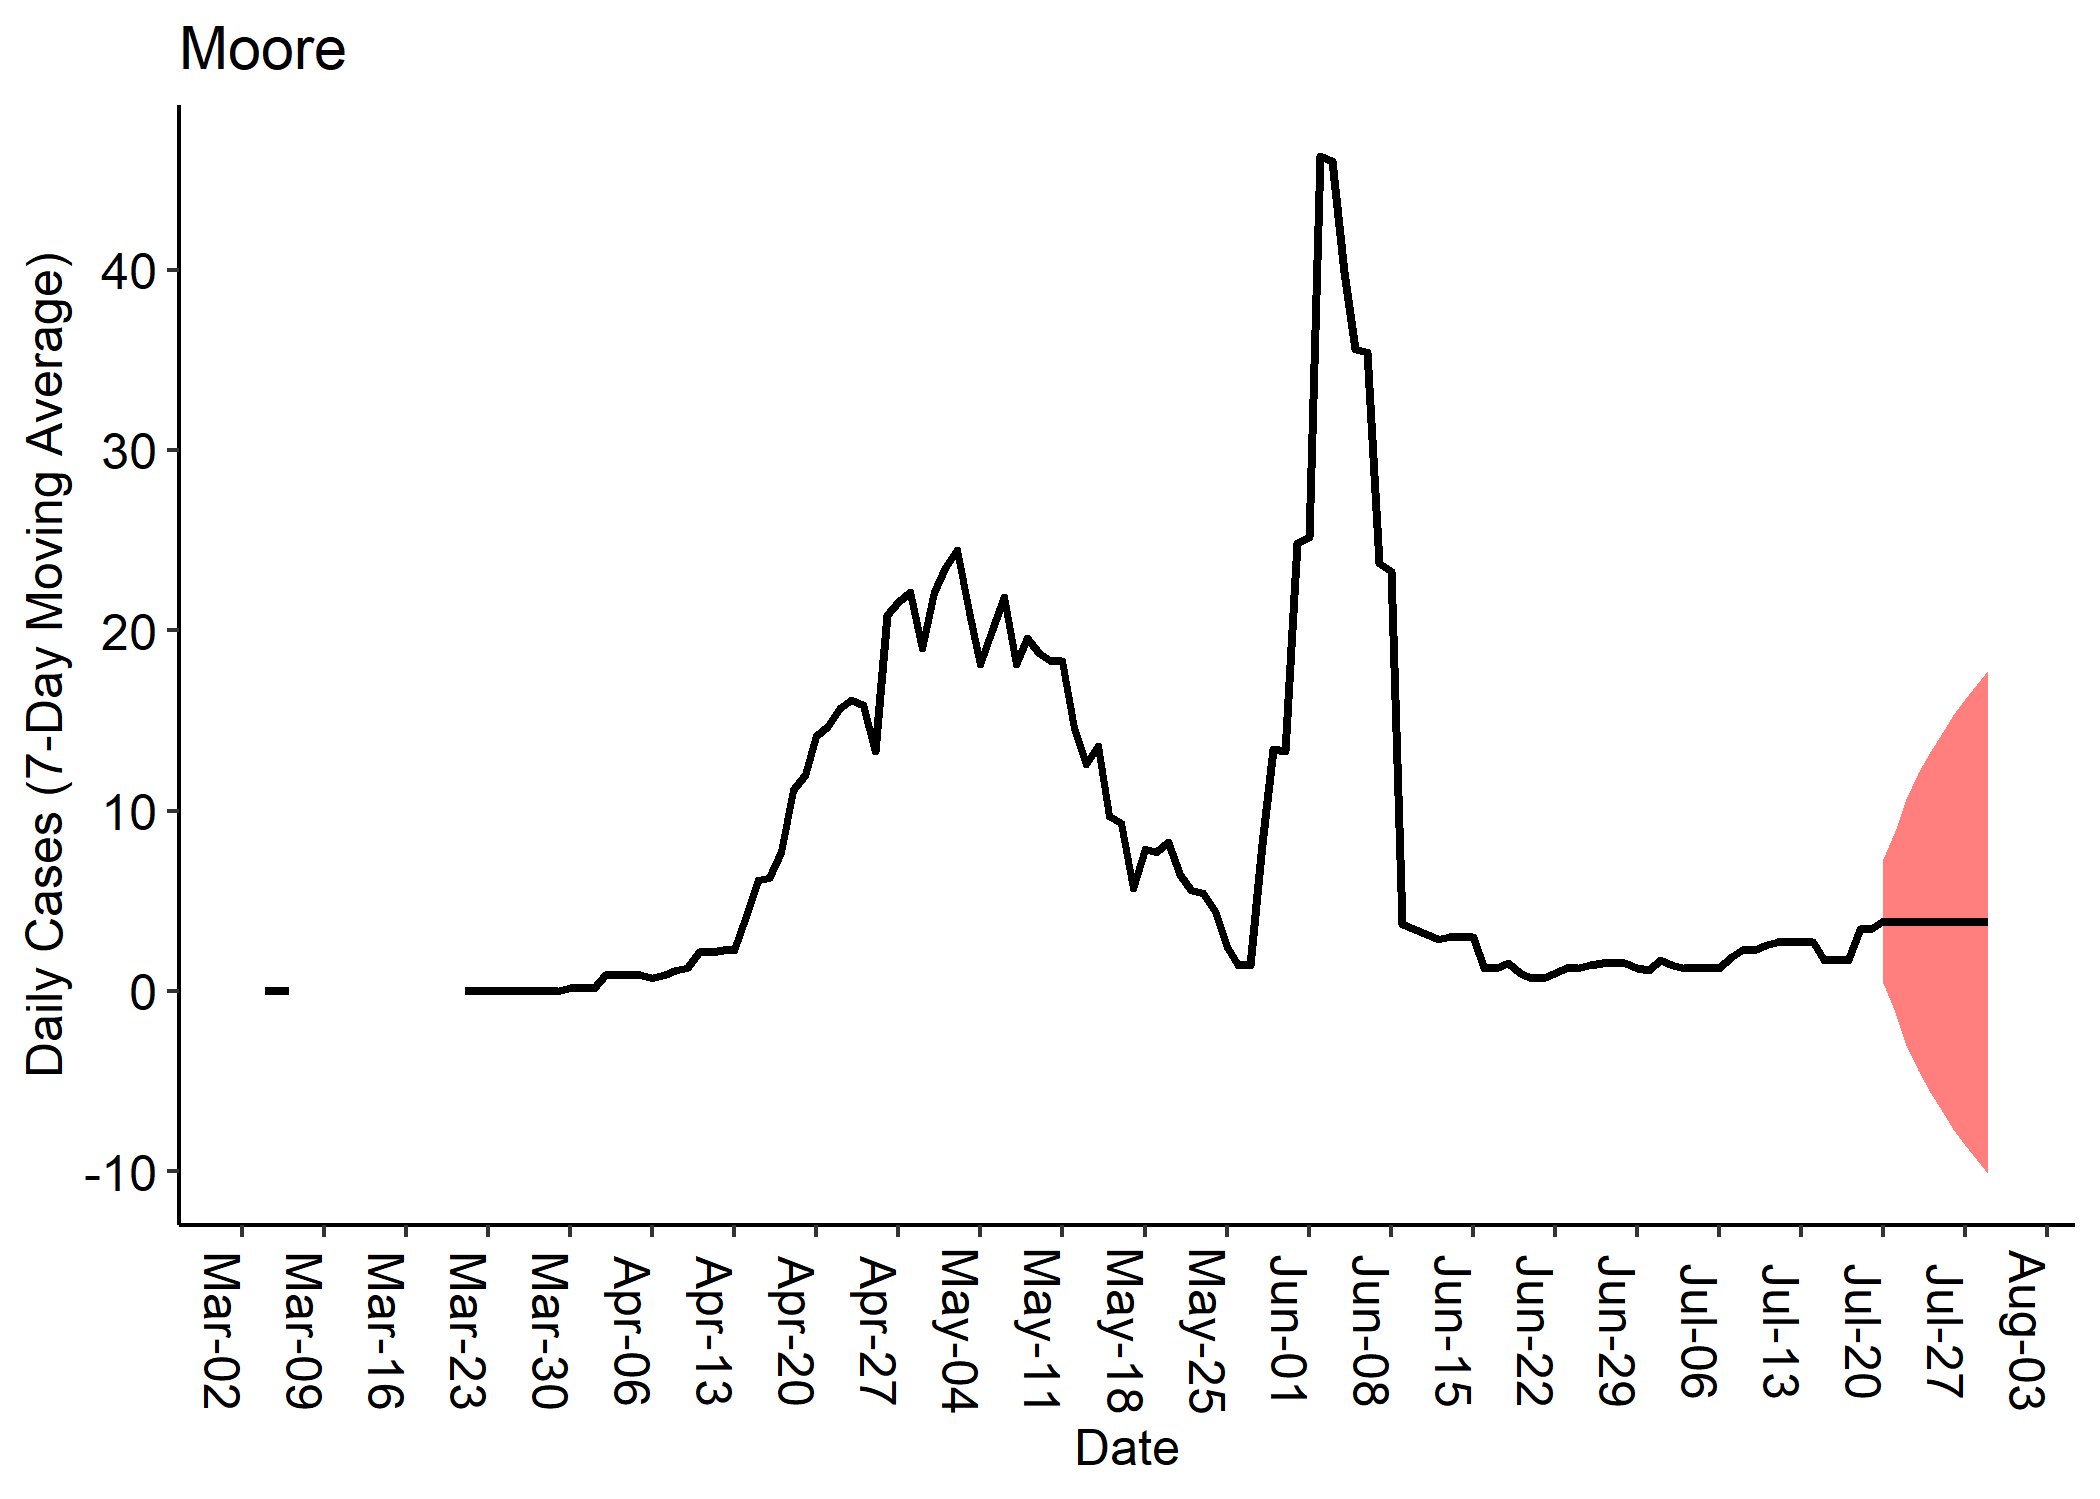 Moore
Daily Cases (7-Day Moving Average)
40
30
20
10
0
-10
Mar-02
Mar-09
Mar-16
Mar-23
Mar-30
Apr-06
Apr-13
Apr-20
Apr-27
May-04
May-11
May-18
May-25
Jun-01
Jun-08
Jun-15
Jun-22
Jun-29
Jul-06
Jul-13
Jul-20
Jul-27
Aug-03
Date